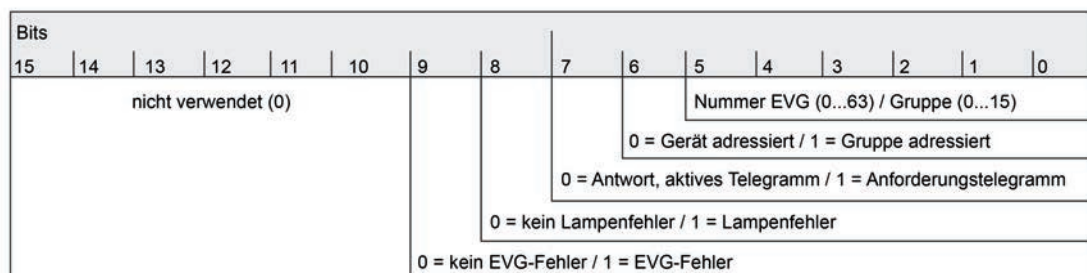 Bits
15 14 13 12 11 10 9 8 7 6 5 4 3 2 1 0
nicht verwendet (0) Nummer EVG (0...63) / Gruppe (0...15)
0 = Gerät adressiert / 1 = Gruppe adressiert
0 = Antwort, aktives Telegramm / 1 = Anforderungstelegramm
0 = kein Lampenfehler / 1 = Lampenfehler
0 = kein EVG-Fehler / 1 = EVG-Fehler